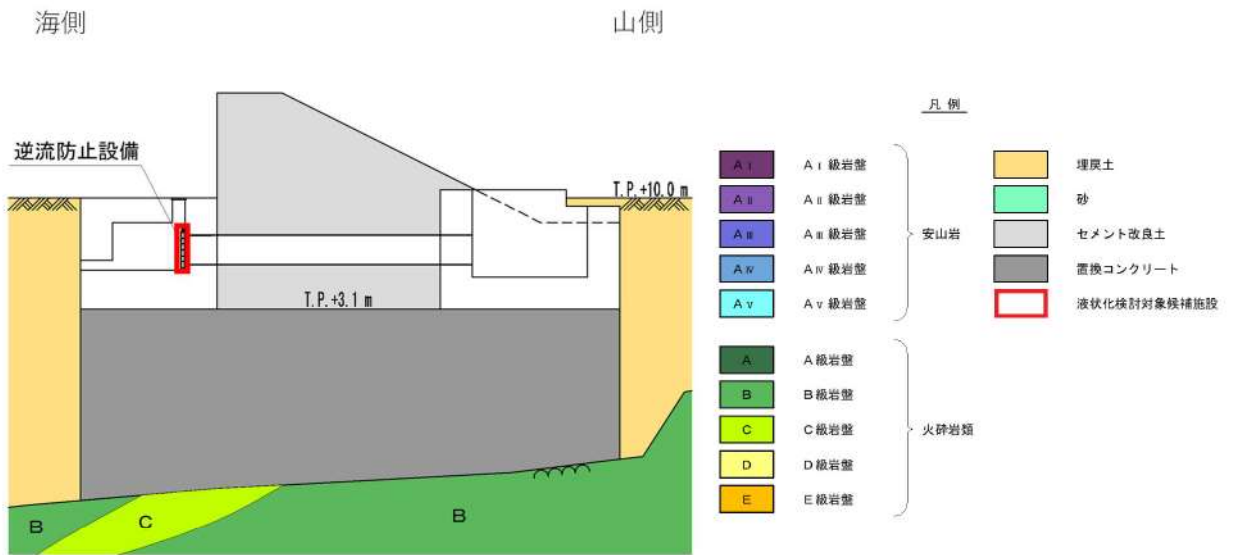 海側
山側
逆流防止設備
T.P.+10.0 m
T.P.+3.1 m
B
C
B
凡 例
AⅠ AⅠ級岩盤
AⅡ AⅡ級岩盤
AⅢ AⅢ級岩盤
AⅣ AⅣ級岩盤
AⅤ AⅤ級岩盤
安山岩
A A級岩盤
B B級岩盤
C C級岩盤
D D級岩盤
E E級岩盤
火砕岩類
埋戻土
砂
セメント改良土
置換コンクリート
液状化検討対象候補施設